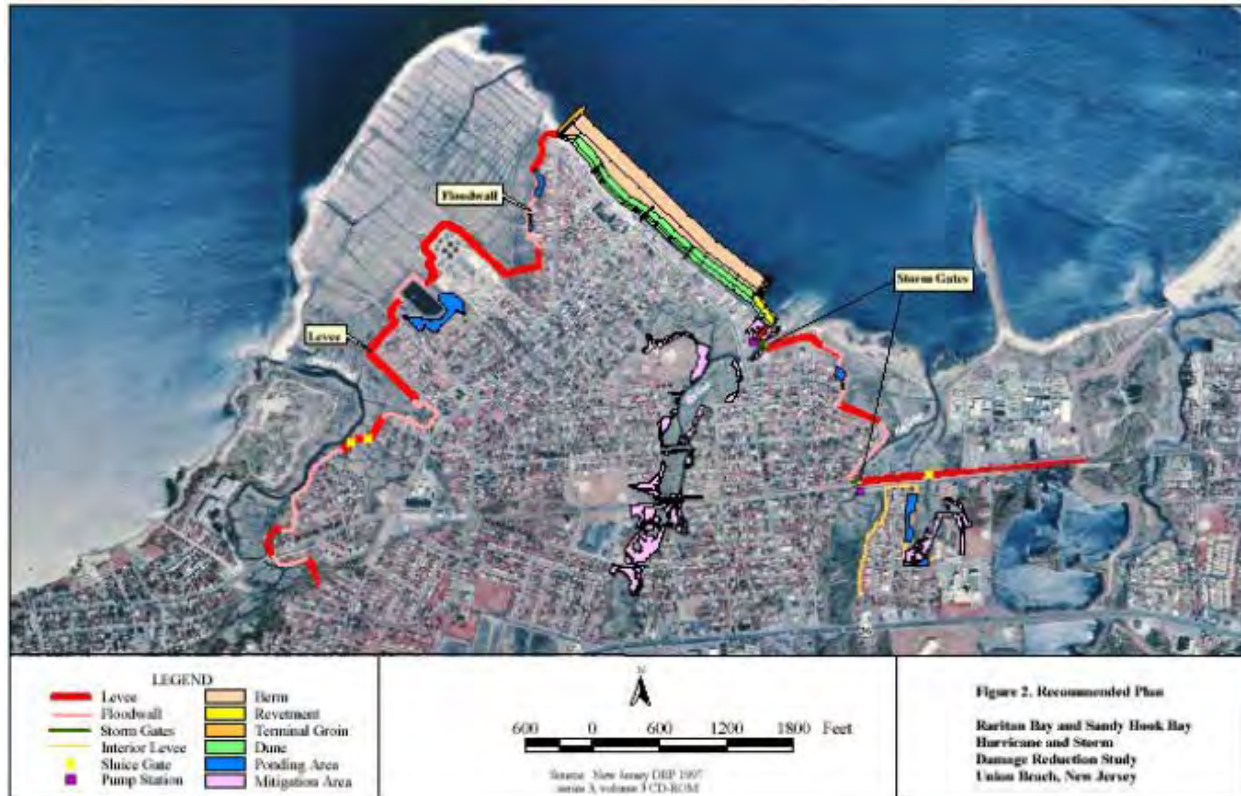 Floodwall
Storm Gates
Levee
36
LEGEND
Levee
Floodwall
Storm Gates
Interior Levee
Sluice Gate
Pump Station
Berm
Revetment
Terminal Groin
Dune
Ponding Area
Mitigation Area
N
600 0 600 1200 1800 Feet
Source: New Jersey DEP 1997
series 3, volume 3 CD-ROM
Figure 2. Recommended Plan
Raritan Bay and Sandy Hook Bay
Hurricane and Storm
Damage Reduction Study
Union Beach, New Jersey